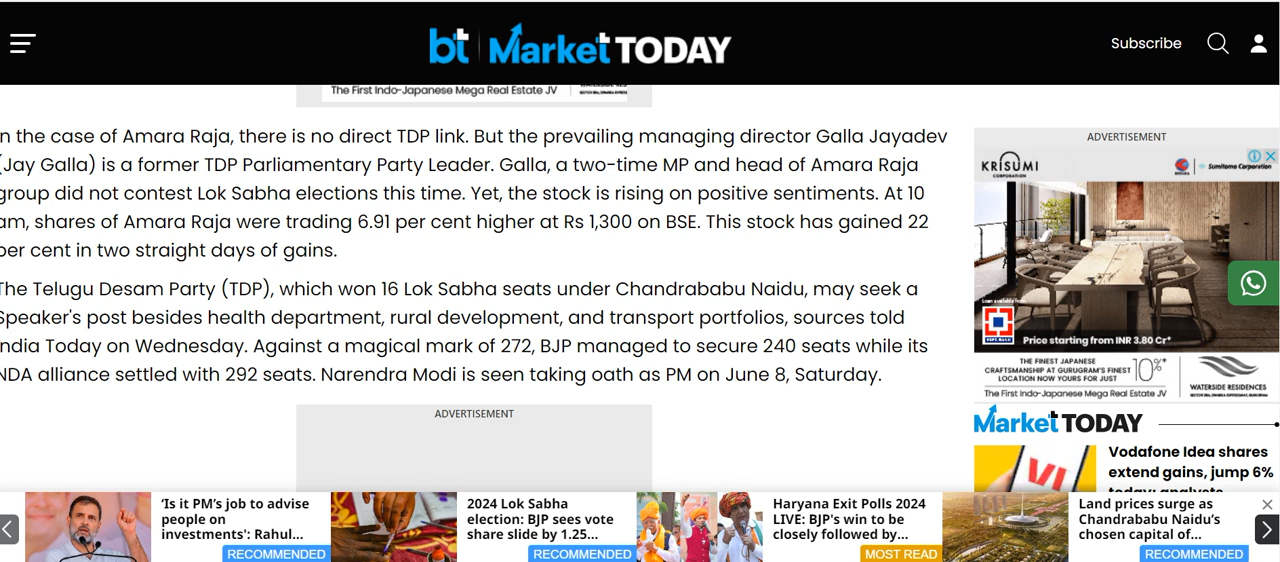 bt Market TODAY
Subscribe
The First Indo-Japanese Mega Real Estate JV
n the case of Amara Raja, there is no direct TDP link. But the prevailing managing director Galla Jayadev
(Jay Galla) is a former TDP Parliamentary Party Leader. Galla, a two-time MP and head of Amara Raja
group did not contest Lok Sabha elections this time. Yet, the stock is rising on positive sentiments. At 10
am, shares of Amara Raja were trading 6.91 per cent higher at Rs 1,300 on BSE. This stock has gained 22
per cent in two straight days of gains.
The Telugu Desam Party (TDP), which won 16 Lok Sabha seats under Chandrababu Naidu, may seek a
Speaker's post besides health department, rural development, and transport portfolios, sources told
India Today on Wednesday. Against a magical mark of 272, BJP managed to secure 240 seats while its
NDA alliance settled with 292 seats. Narendra Modi is seen taking oath as PM on June 8, Saturday.
ADVERTISEMENT
ADVERTISEMENT
KRISUMI
CORPORATION
Sumitomo Corporation
Loan available from
HDFC BANK
Price starting from INR 3.80 Cr*
THE FINEST JAPANESE
CRAFTSMANSHIP AT GURUGRAM'S FINEST
LOCATION NOW YOURS FOR JUST
10%*
The First Indo-Japanese Mega Real Estate JV
WATERSIDE RESIDENCES
Market TODAY
Vodafone Idea shares
extend gains, jump 6%
VI
'Is it PM's job to advise
people on
investments': Rahul...
RECOMMENDED
2024 Lok Sabha
election: BJP sees vote
share slide by 1.25...
RECOMMENDED
Haryana Exit Polls 2024
LIVE: BJP's win to be
closely followed by...
MOST READ
Land prices surge as
Chandrababu Naidu's
chosen capital of...
RECOMMENDED